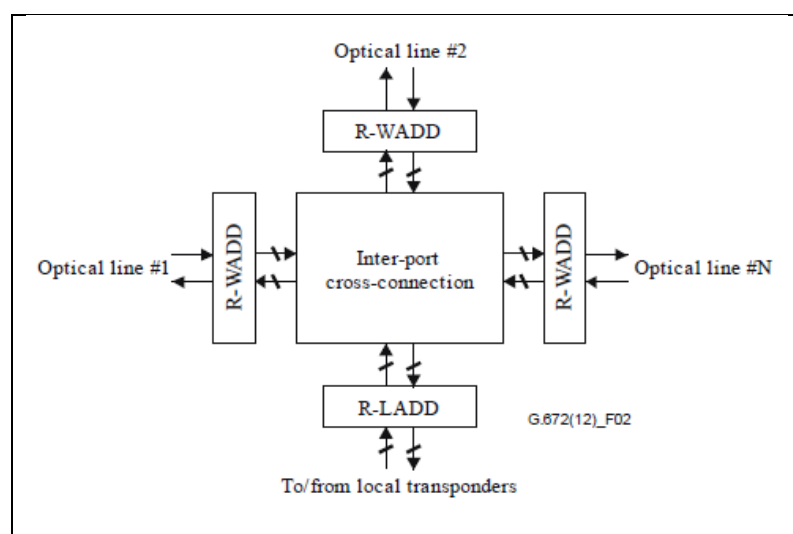 Optical line #2
R-WADD
R-WADD
Inter-port
cross-connection
R-WADD
Optical line #1
Optical line #N
R-LADD
G.672(12)_F02
To/from local transponders